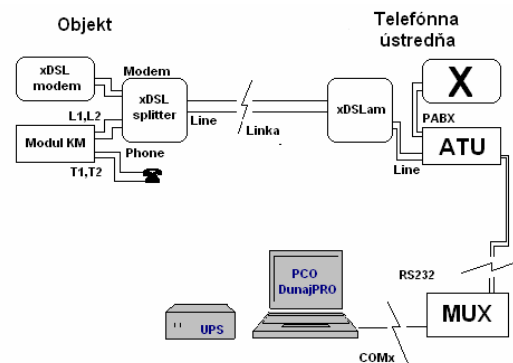 Objekt
Telefónna
ústredňa
xDSL
modem
Modem
xDSL
splitter
L1,L2
Modul KM
Phone
T1,T2
Line
Linka
xDSLam
X
PABX
ATU
Line
RS232
MUX
PCO
DunajPRO
UPS
COMx